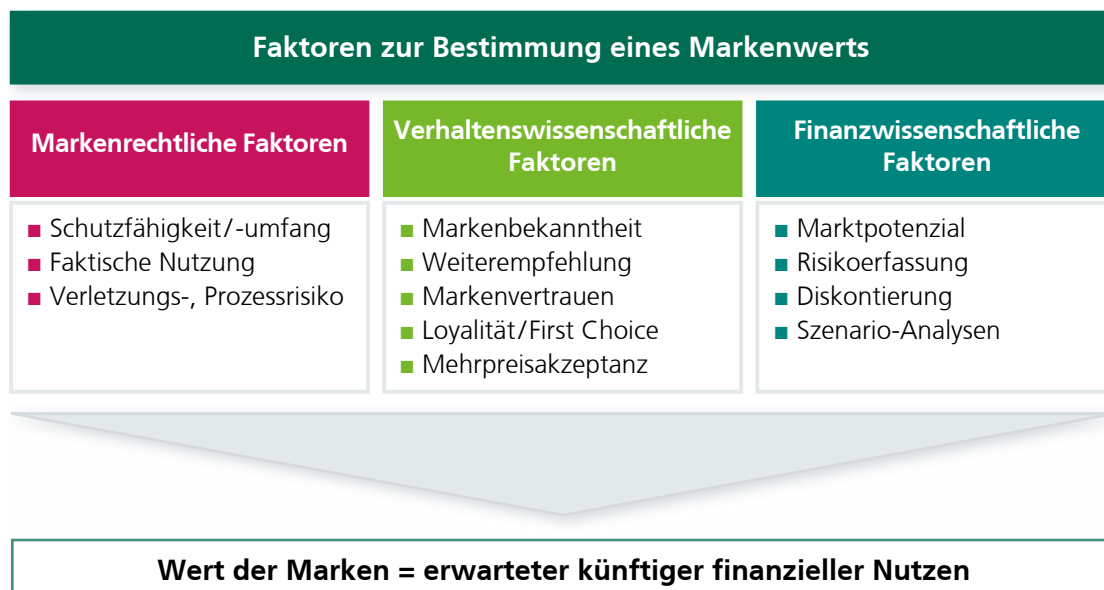 Faktoren zur Bestimmung eines Markenwerts
Markenrechtliche Faktoren
■ Schutzfähigkeit/-umfang
■ Faktische Nutzung
■ Verletzungs-, Prozessrisiko
Verhaltenswissenschaftliche
Faktoren
■ Markenbekanntheit
■ Weiterempfehlung
■ Markenvertrauen
■ Loyalität/First Choice
■ Mehrpreisakzeptanz
Finanzwissenschaftliche
Faktoren
■ Marktpotenzial
■ Risikoerfassung
■ Diskontierung
■ Szenario-Analysen
Wert der Marken = erwarteter künftiger finanzieller Nutzen